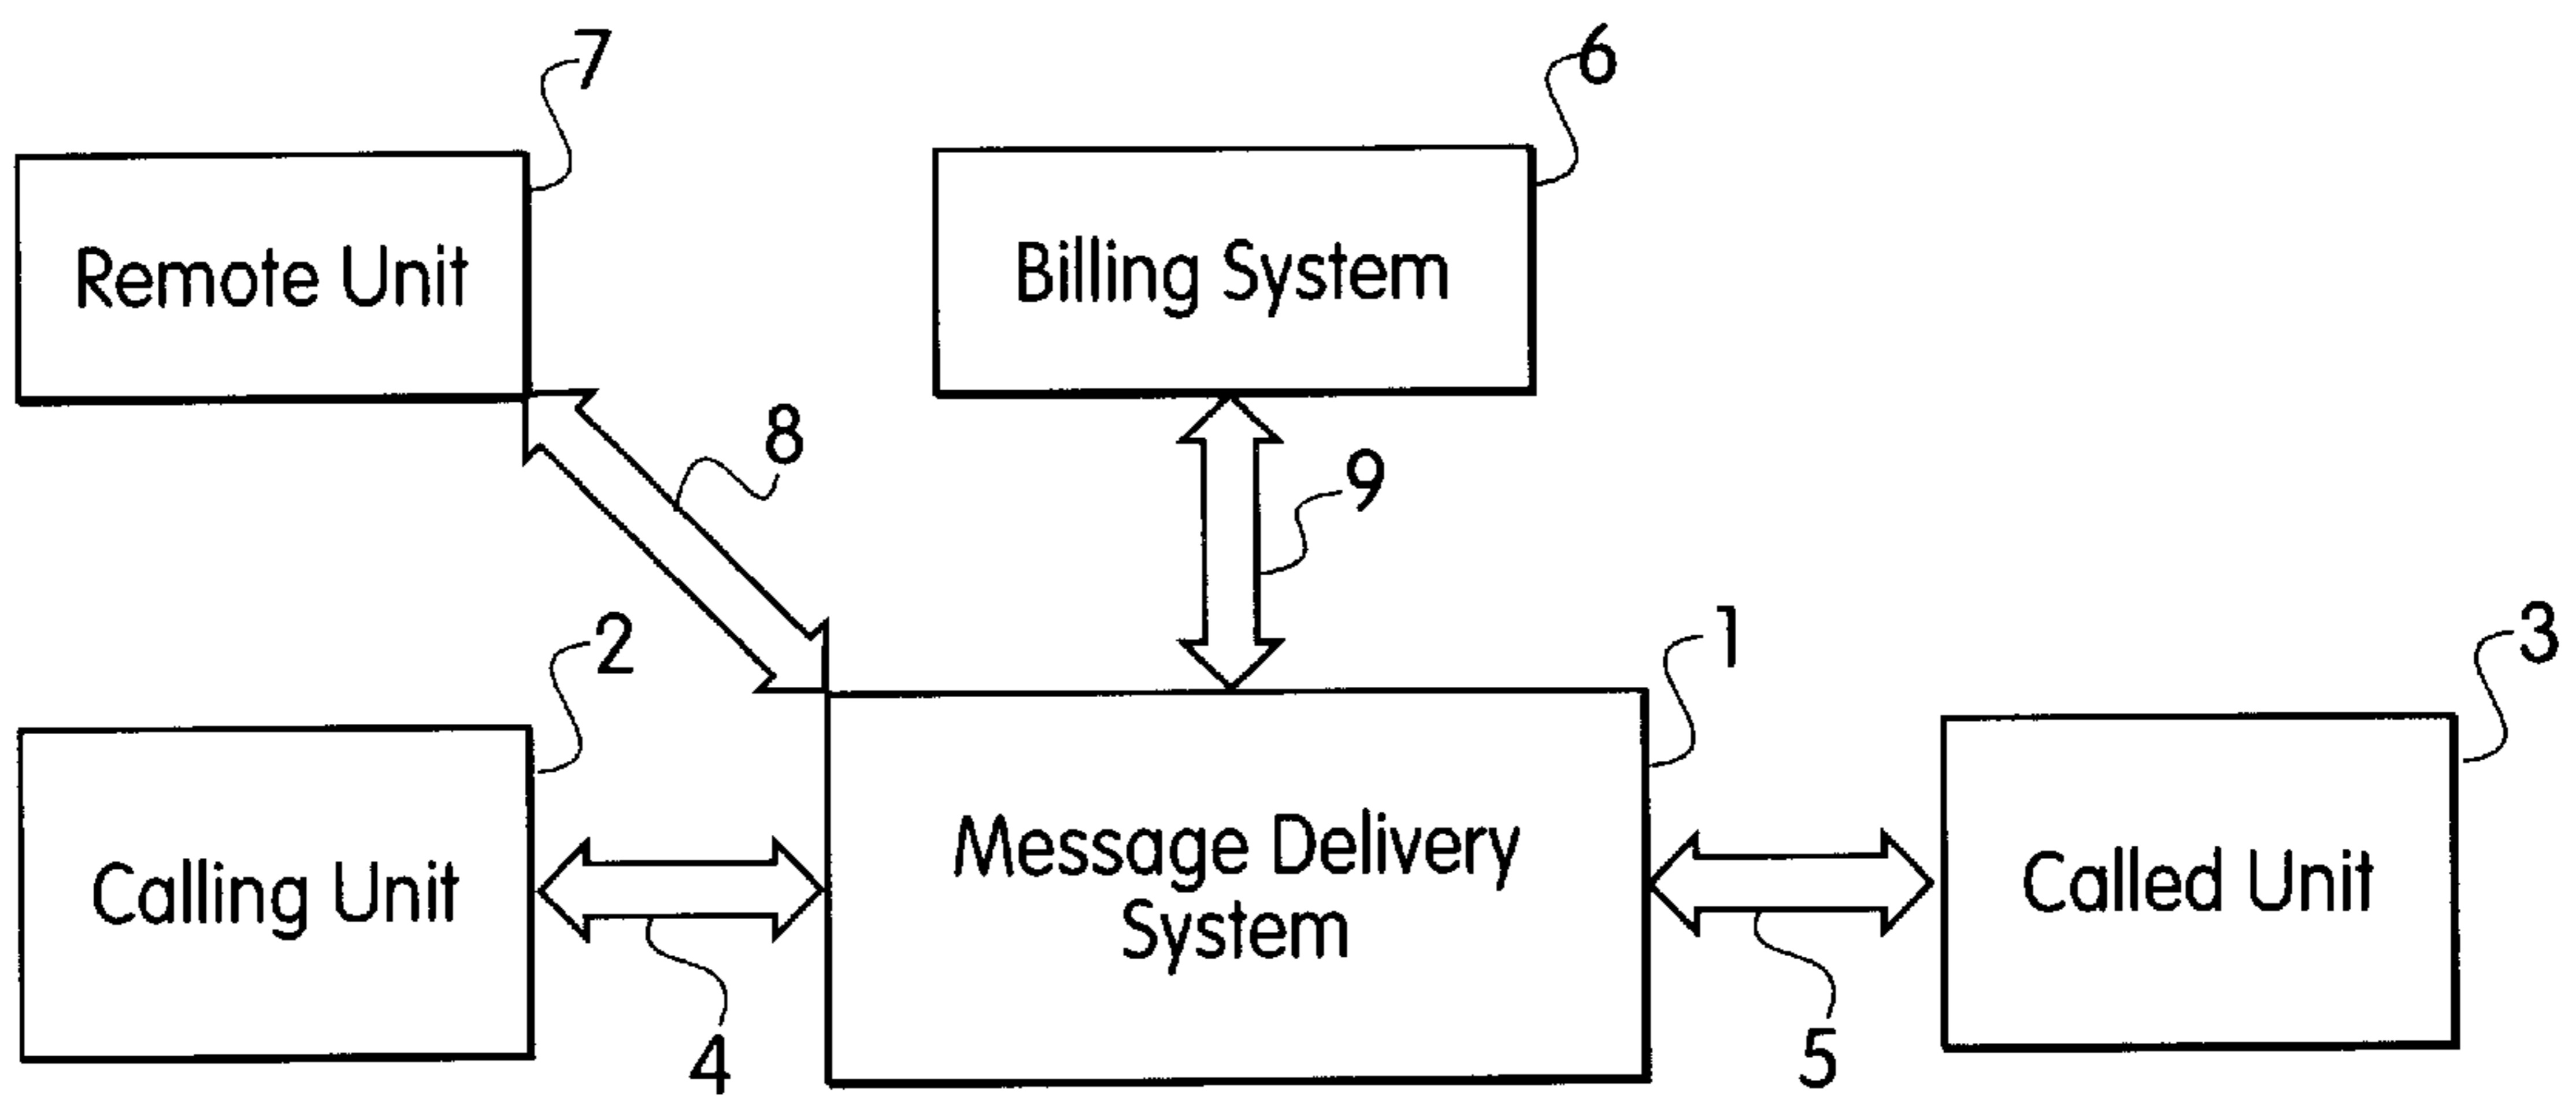 7
6
Remote Unit
Billing System
8
9
2
1
3
Calling Unit
Message Delivery
System
Called Unit
4
5